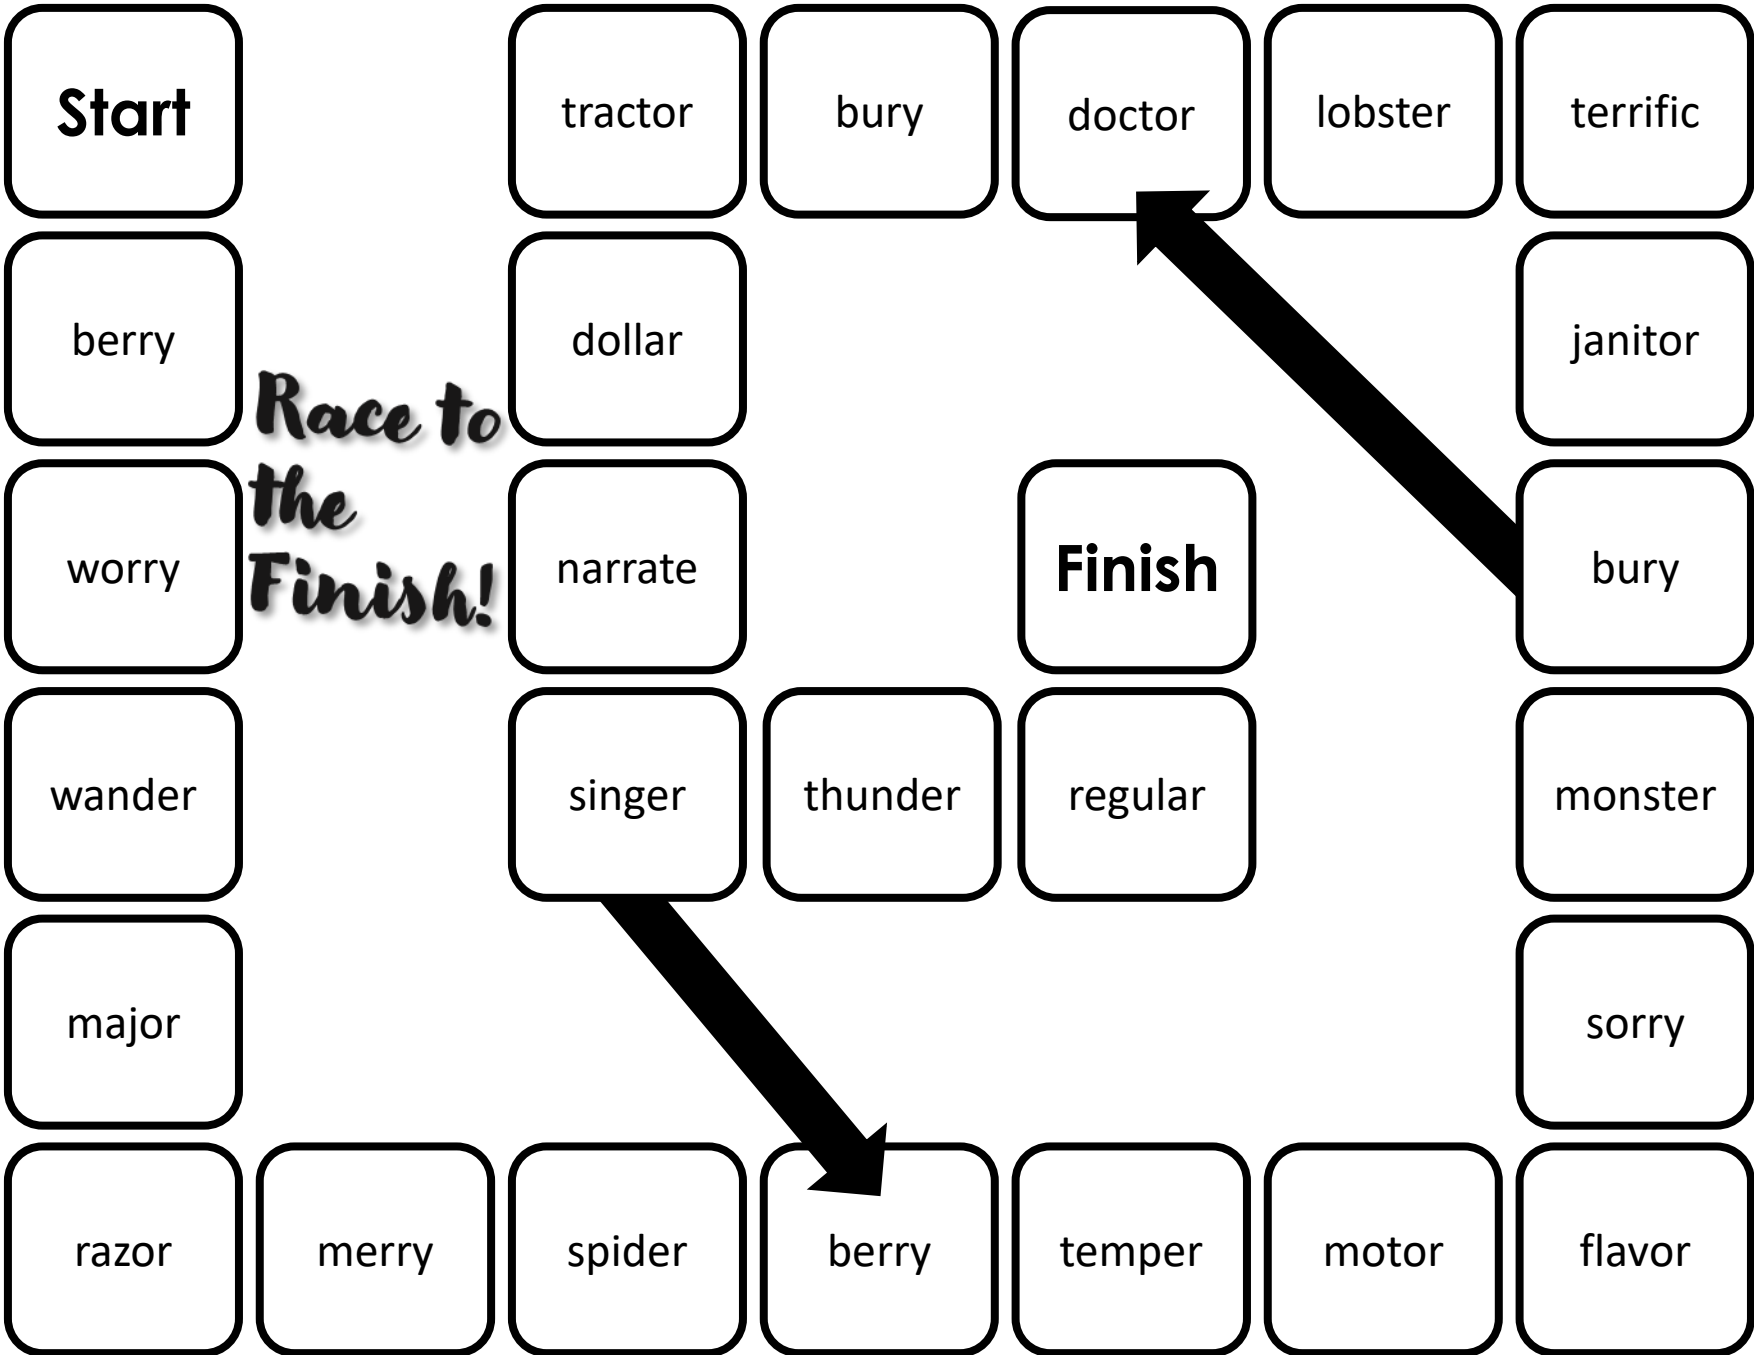 Start
tractor
bury
doctor
lobster
terrific
berry
dollar
janitor
Race to
the
Finish!
worry
narrate
Finish
bury
wander
singer
thunder
regular
monster
major
sorry
razor
merry
spider
berry
temper
motor
flavor